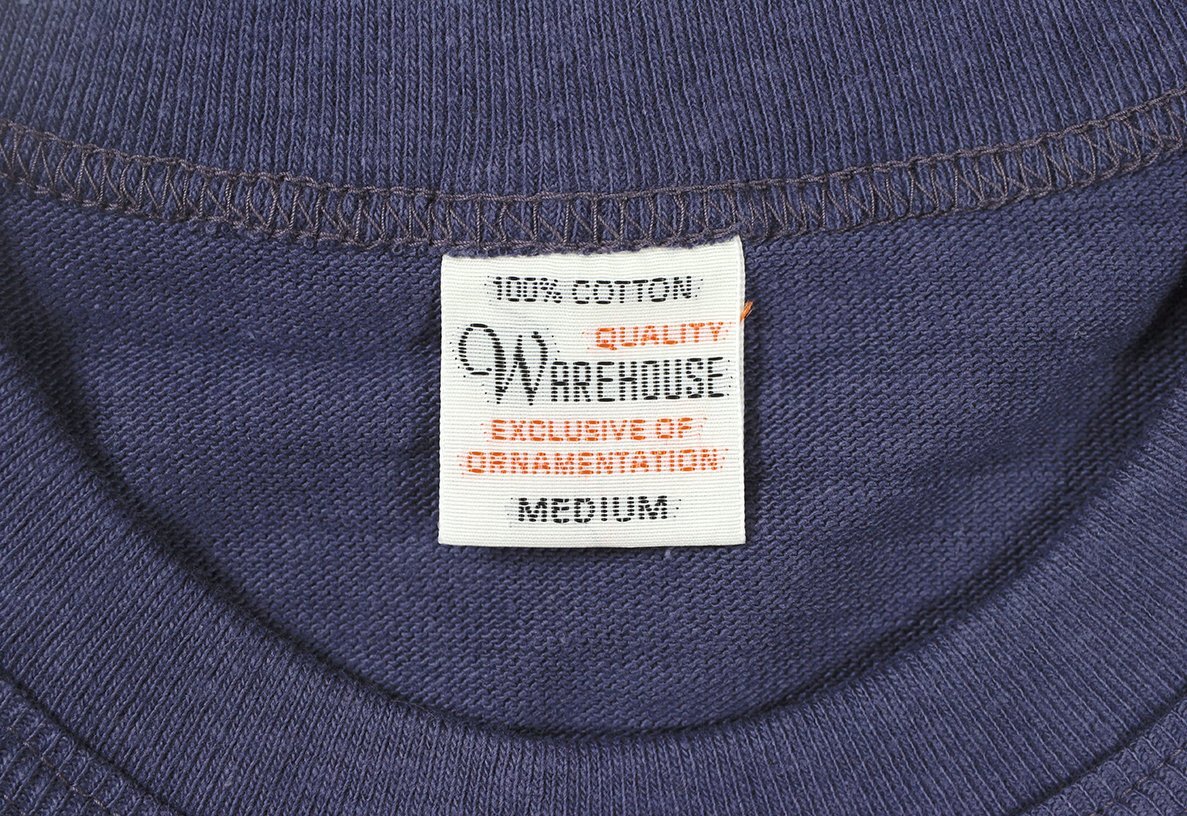 100% COTTON
QUALITY
WAREHOUSE
EXCLUSIVE OF
ORNAMENTATION
MEDIUM